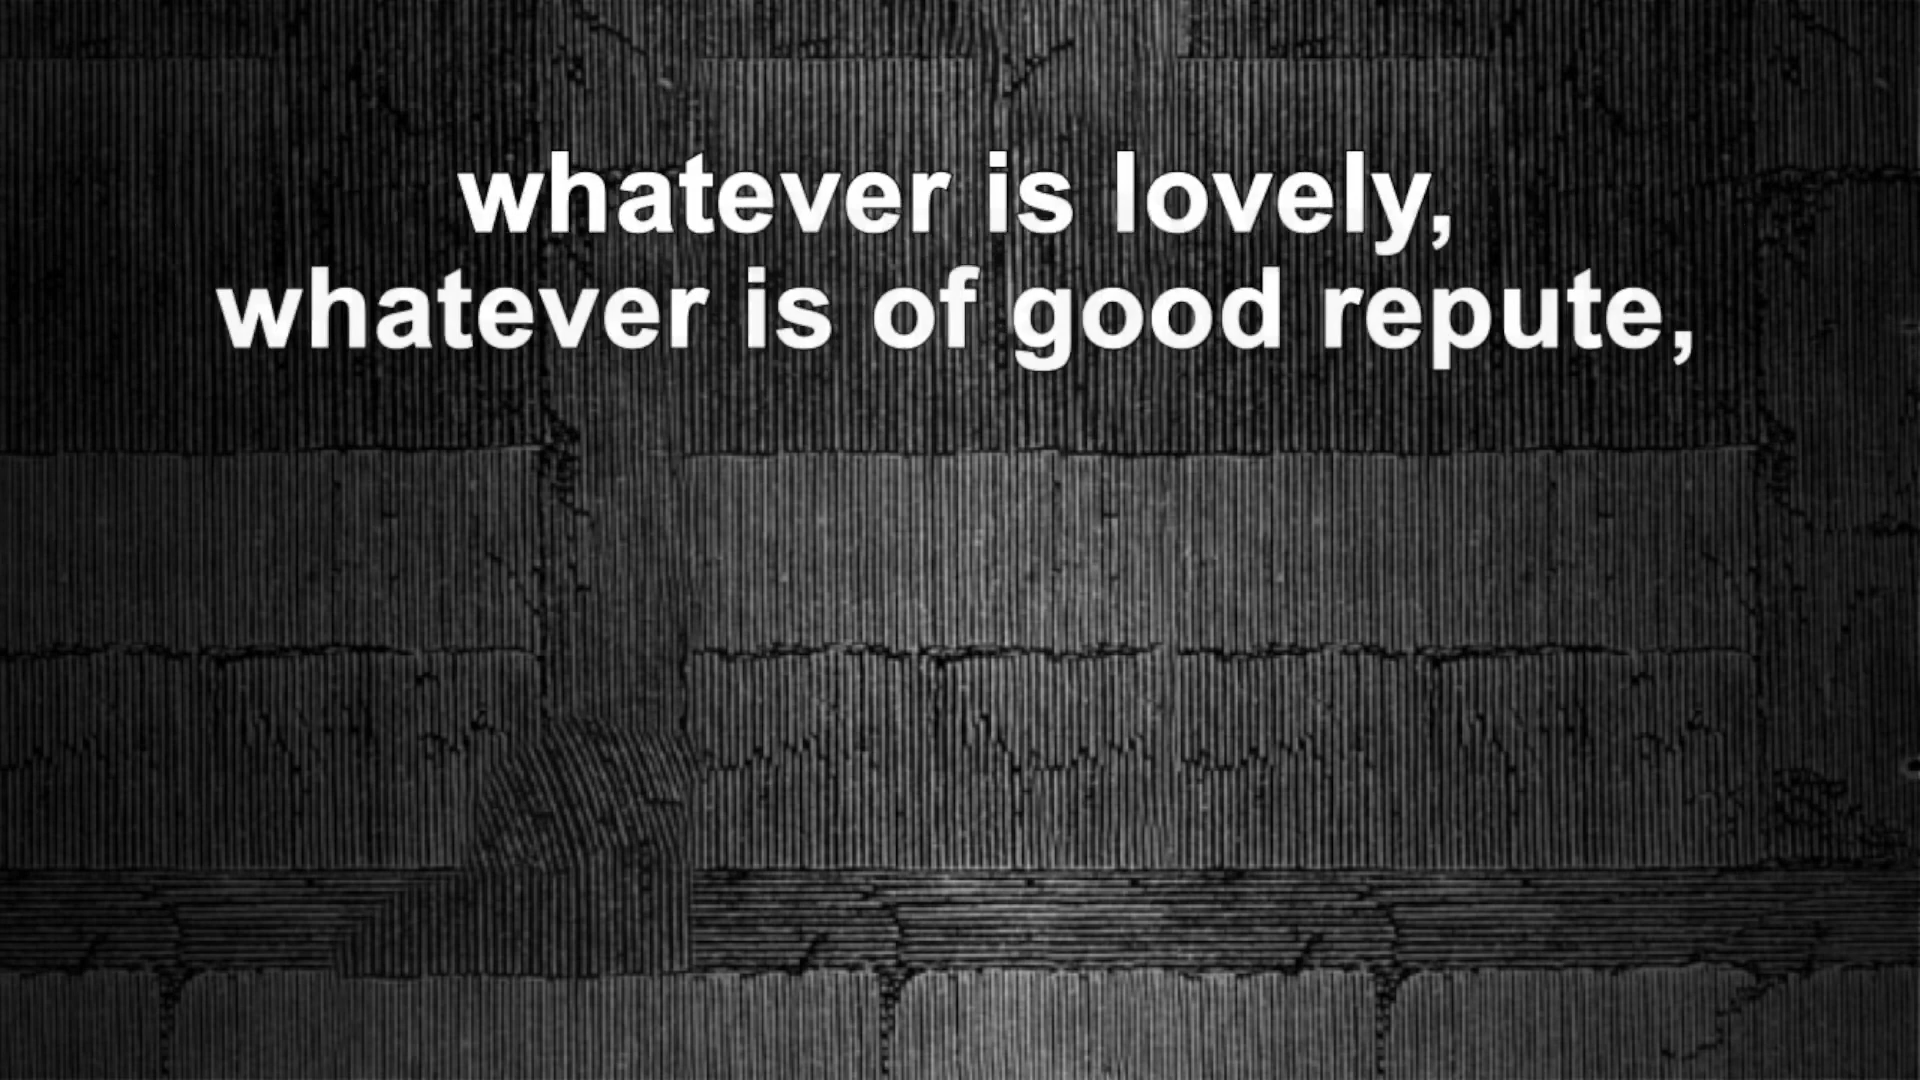 whatever is lovely,
whatever is of good repute,